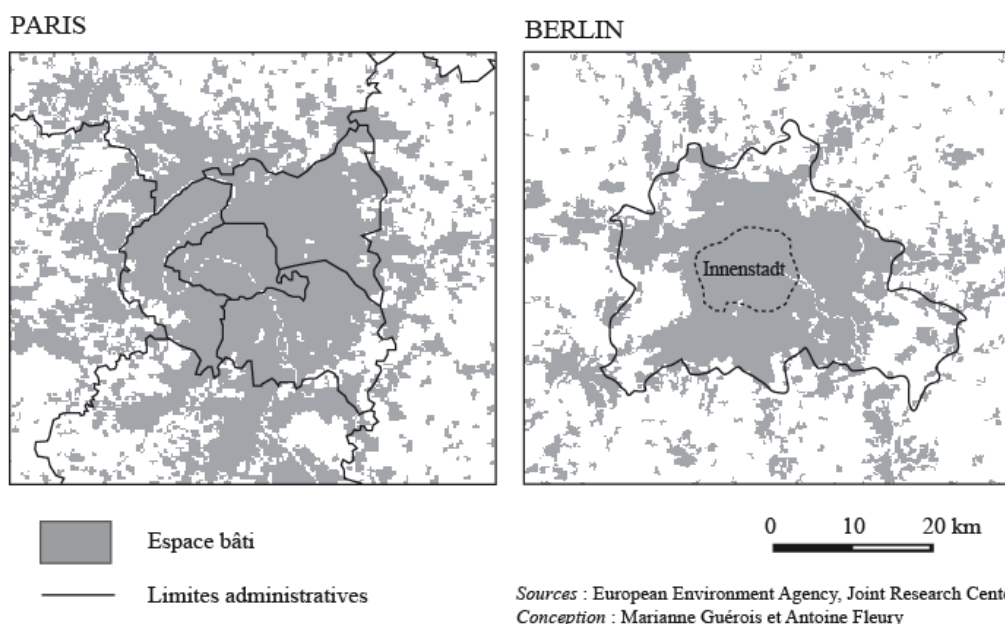 PARIS
BERLIN
Innenstadt
Espace bâti
Limites administratives
0 10 20 km
Sources : European Environment Agency, Joint Research Cente
Conception : Marianne Guérois et Antoine Fleury